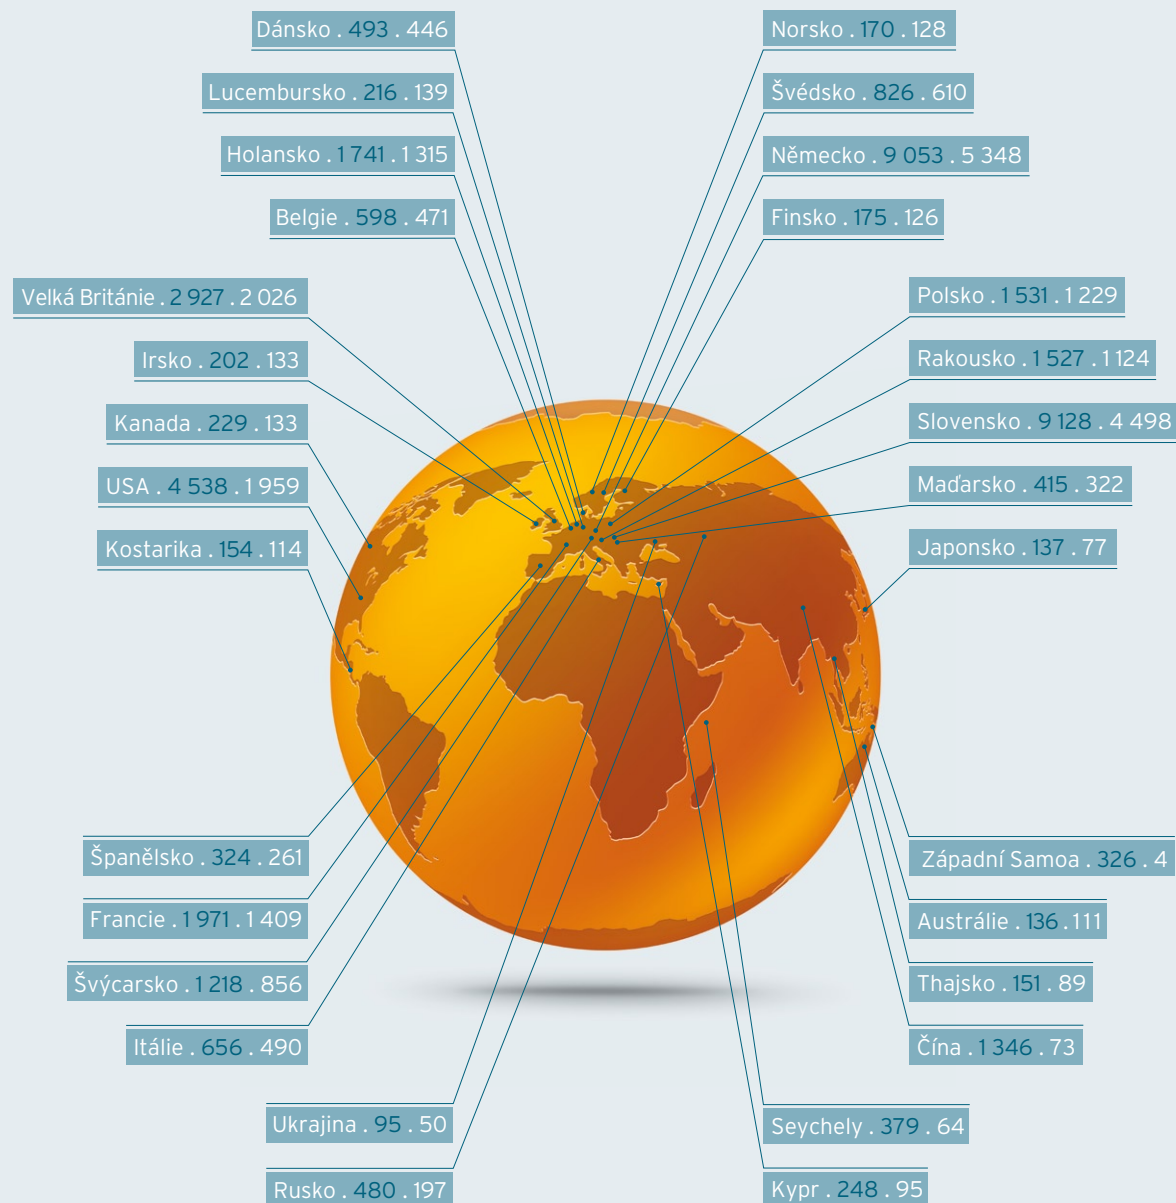 Dánsko . 493 . 446
Lucembursko . 216 . 139
Holansko . 1 741 . 1 315
Belgie . 598 . 471
Norsko . 170 . 128
Švédsko . 826 . 610
Německo . 9 053 . 5 348
Finsko . 175 . 126
Velká Británie . 2 927 . 2 026
Irsko . 202 . 133
Kanada . 229 . 133
USA . 4 538 . 1 959
Kostarika . 154 . 114
Polsko . 1 531 . 1 229
Rakousko . 1 527 . 1 124
Slovensko . 9 128 . 4 498
Maďarsko . 415 . 322
Japonsko . 137 . 77
Španělsko . 324 . 261
Francie . 1 971 . 1 409
Švýcarsko . 1 218 . 856
Itálie . 656 . 490
Západní Samoa . 326 . 4
Austrálie . 136 . 111
Thajsko . 151 . 89
Čína . 1 346 . 73
Ukrajina . 95 . 50
Rusko . 480 . 197
Seychely . 379 . 64
Kypr . 248 . 95